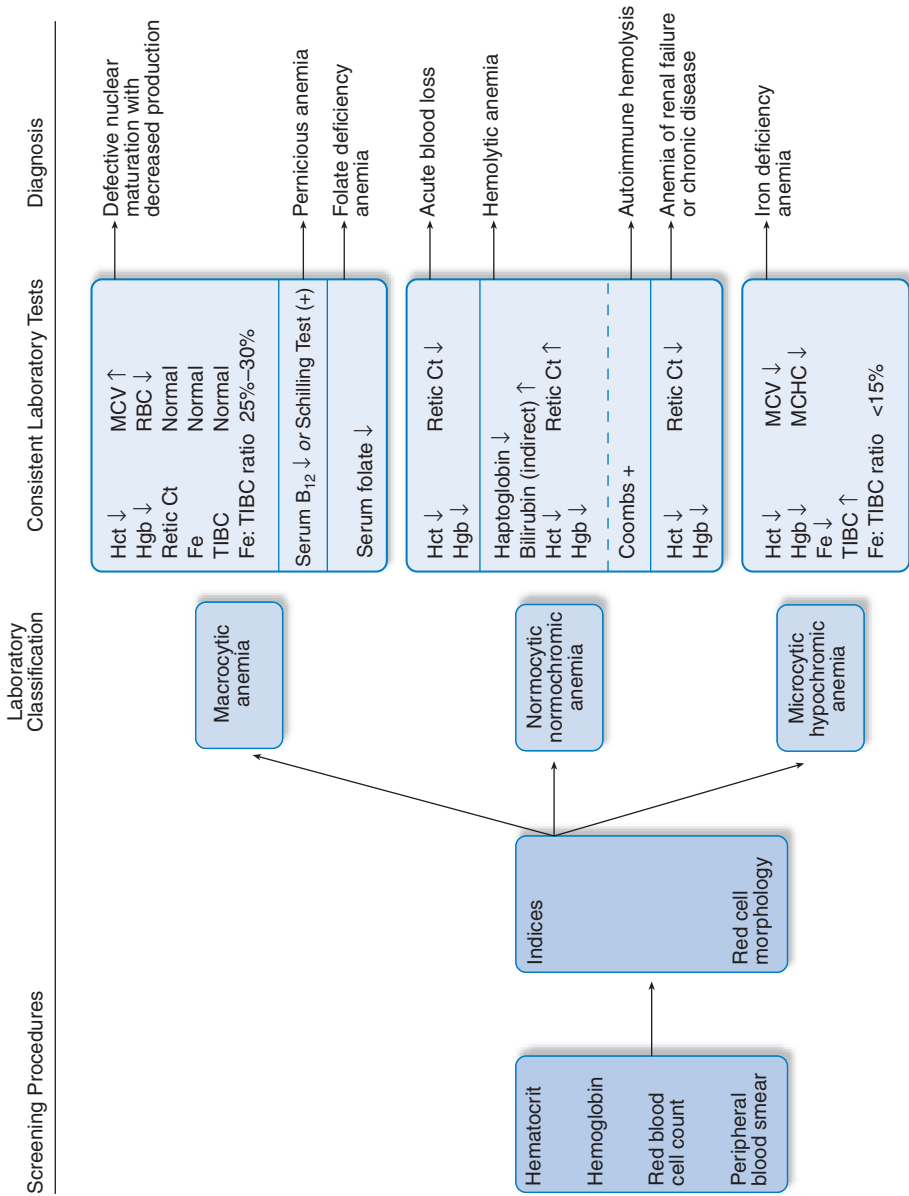 Screening Procedures
Laboratory
Classification
Consistent Laboratory Tests
Diagnosis
Hematocrit
Hemoglobin
Red blood
cell count
Peripheral
blood smear
Indices
Red cell
morphology
Macrocytic
anemia
Hct ↓ MCV ↑
Hgb ↓ RBC ↓
Retic Ct Normal
Fe Normal
TIBC Normal
Fe: TIBC ratio 25%–30%
Defective nuclear
maturation with
decreased production
Serum B12 ↓ or Schilling Test (+)
Pernicious anemia
Serum folate ↓
Folate deficiency
anemia
Normocytic
normochromic
anemia
Hct ↓ Retic Ct ↓
Hgb ↓
Acute blood loss
Haptoglobin ↓
Bilirubin (indirect) ↑
Hct ↓ Retic Ct ↑
Hgb ↓
Hemolytic anemia
Coombs +
Autoimmune hemolysis
Hct ↓ Retic Ct ↓
Hgb ↓
Anemia of renal failure
or chronic disease
Microcytic
hypochromic
anemia
Hct ↓ MCV ↓
Hgb ↓ MCHC ↓
Fe ↓
TIBC ↑
Fe: TIBC ratio <15%
Iron deficiency
anemia